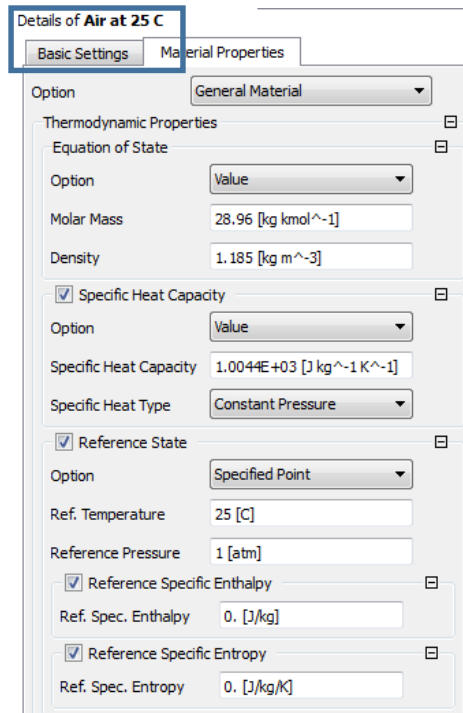 Details of Air at 25 C
Basic Settings Material Properties
Option General Material
Thermodynamic Properties
Equation of State
Option Value
Molar Mass 28.96 [kg kmol^-1]
Density 1.185 [kg m^-3]
Specific Heat Capacity
Option Value
Specific Heat Capacity 1.0044E+03 [J kg^-1 K^-1]
Specific Heat Type Constant Pressure
Reference State
Option Specified Point
Ref. Temperature 25 [C]
Reference Pressure 1 [atm]
Reference Specific Enthalpy
Ref. Spec. Enthalpy 0. [J/kg]
Reference Specific Entropy
Ref. Spec. Entropy 0. [J/kg/K]